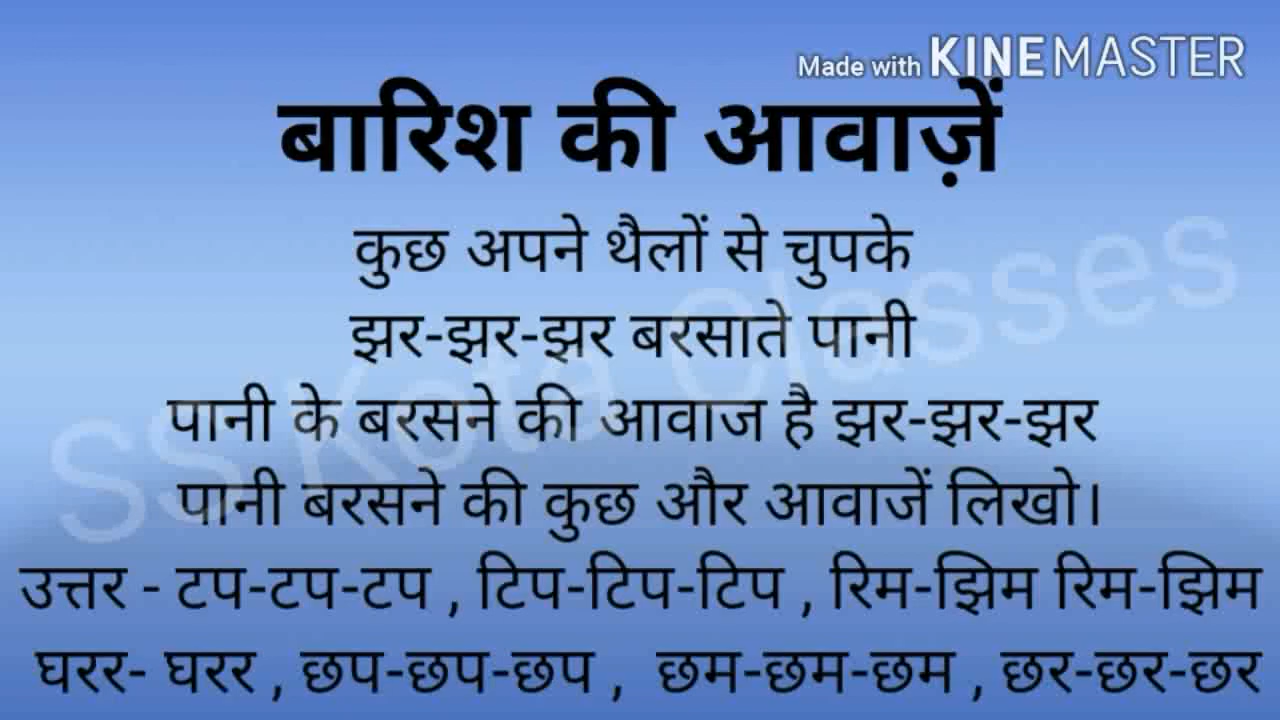 Made with KINEMASTER
बारिश की आवाज़ें
कुछ अपने थैलों से चुपके
झर-झर-झर बरसाते पानी
पानी के बरसने की आवाज है झर-झर-झर
पानी बरसने की कुछ और आवाजें लिखो।
उत्तर - टप-टप-टप , टिप-टिप-टिप , रिम-झिम रिम-झिम
घरर- घरर , छप-छप-छप , छम-छम-छम , छर-छर-छर
SS Kota Classes